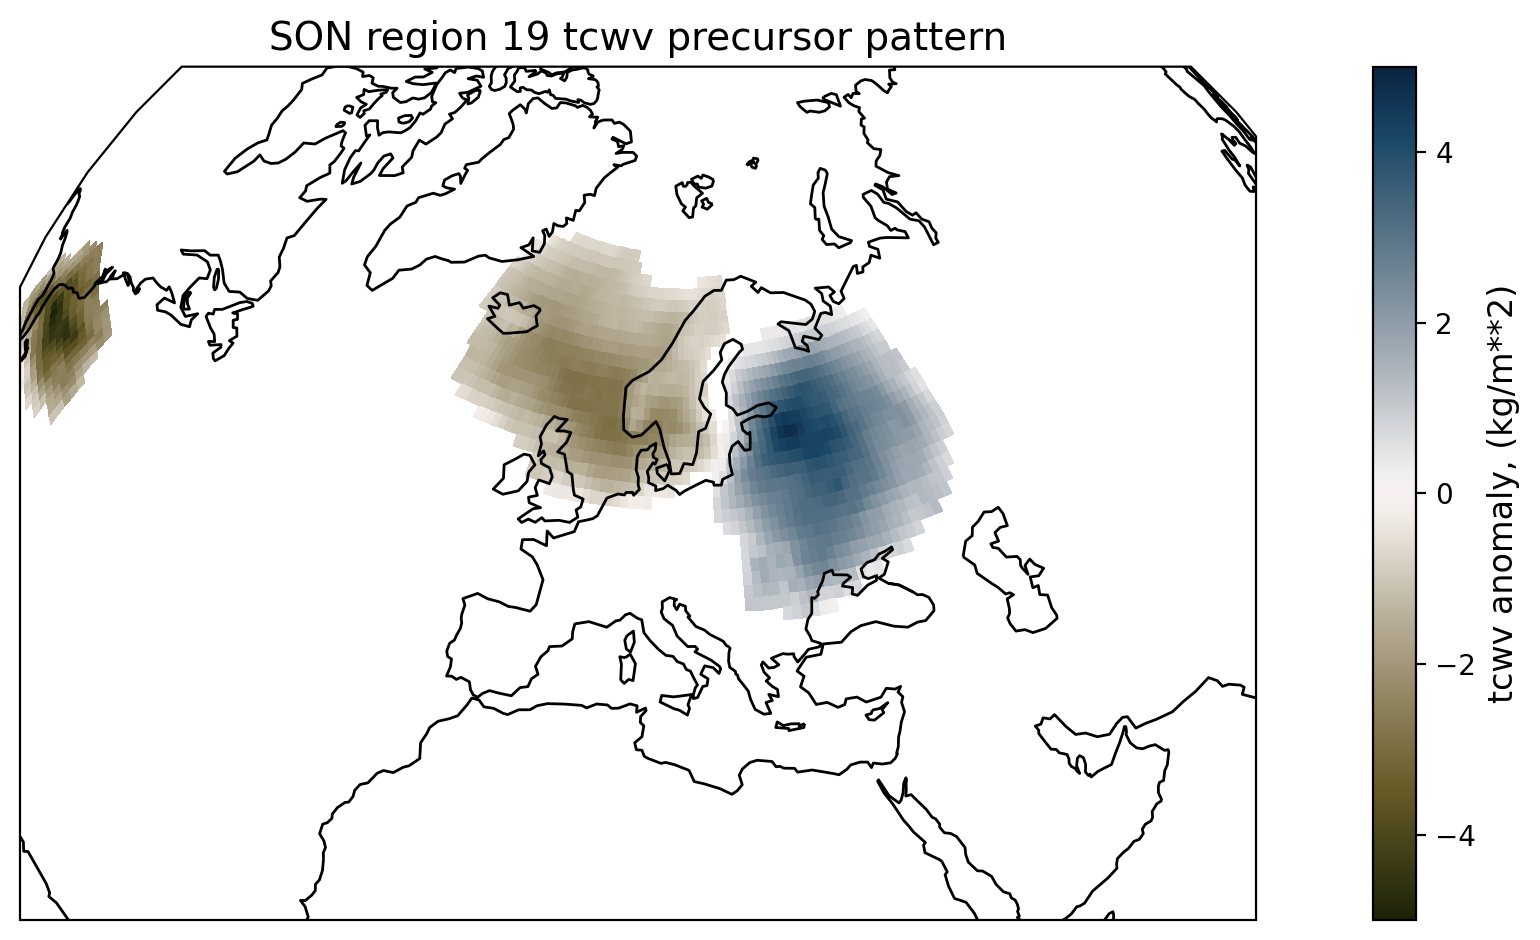 SON region 19 tcwv precursor pattern
4
2
0
−2
−4
tcwv anomaly, (kg/m**2)